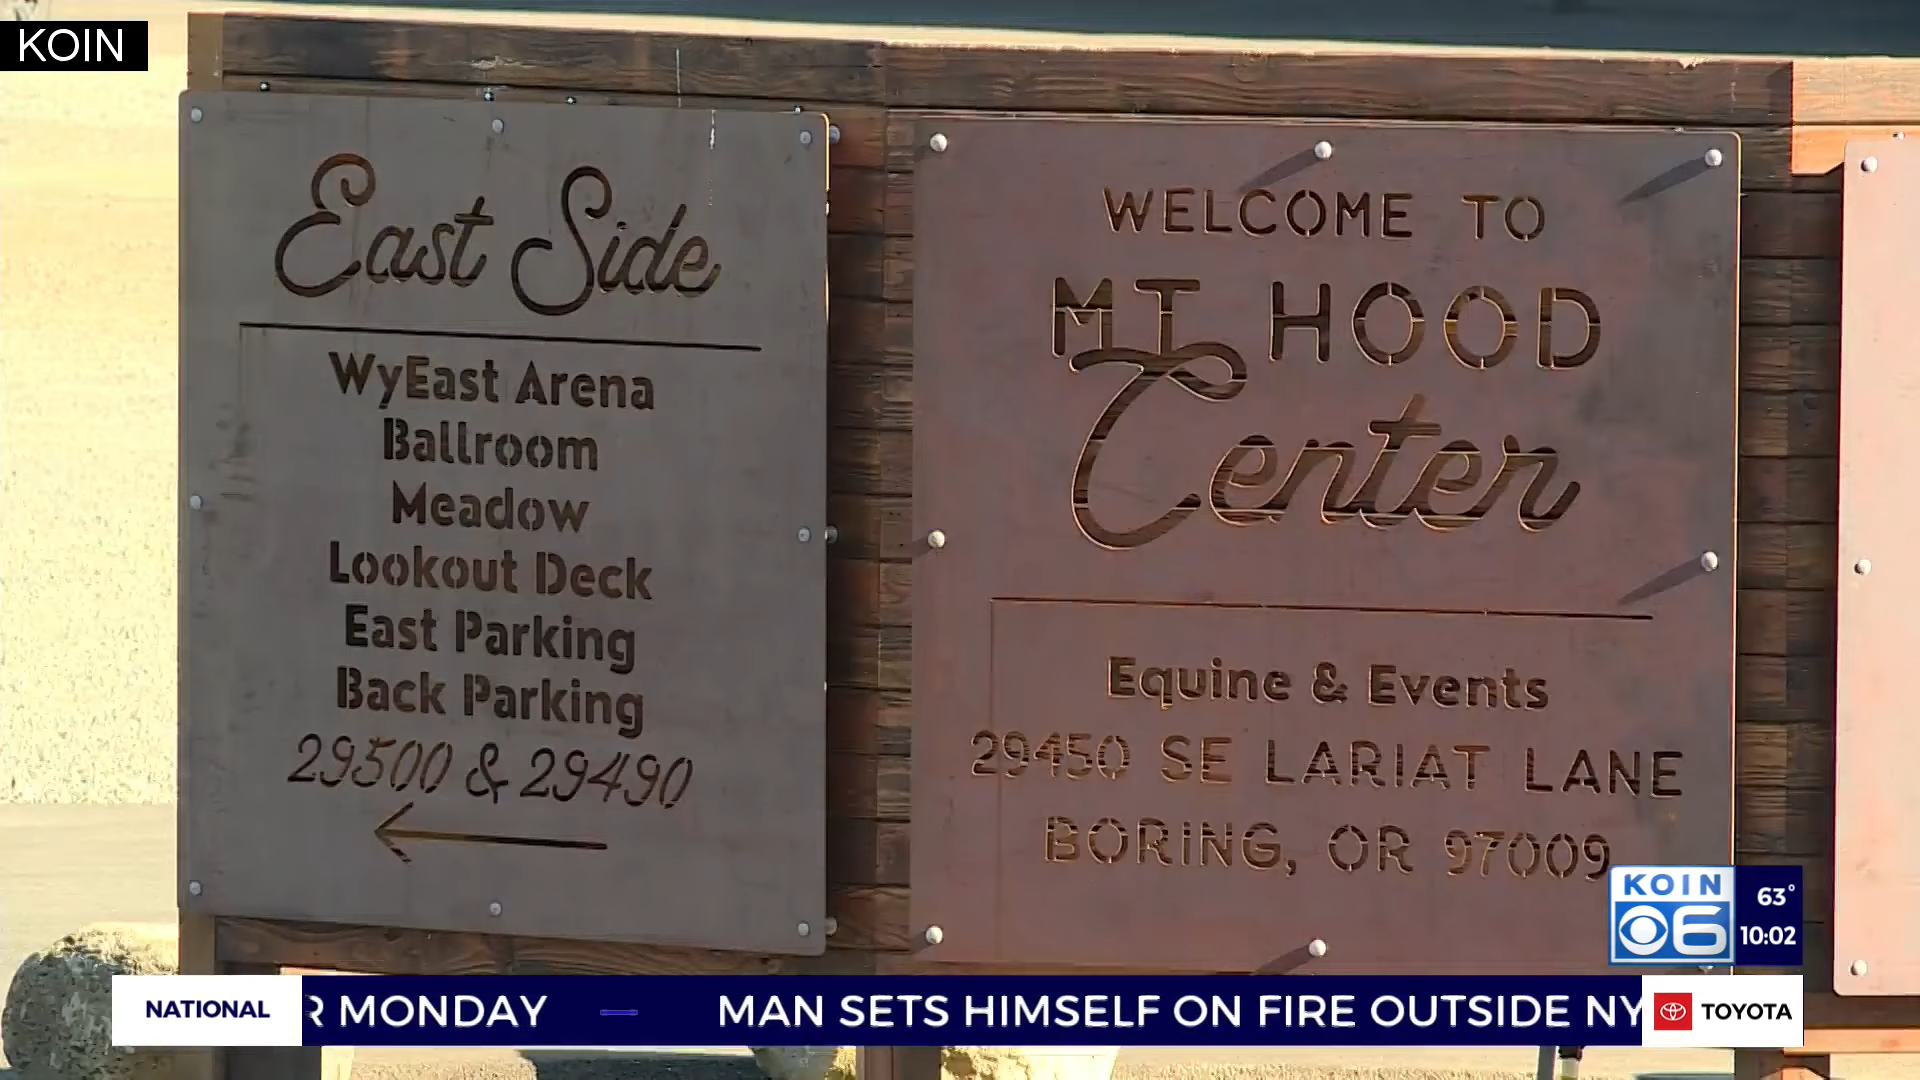 KOIN
East Side
WyEast Arena
Ballroom
Meadow
Lookout Deck
East Parking
Back Parking
29500 & 29490
WELCOME TO
MT HOOD
Center
Equine & Events
29450 SE LARIAT LANE
BORING, OR 97009
KOIN
6
63°
10:02
NATIONAL
R MONDAY — MAN SETS HIMSELF ON FIRE OUTSIDE NY
TOYOTA